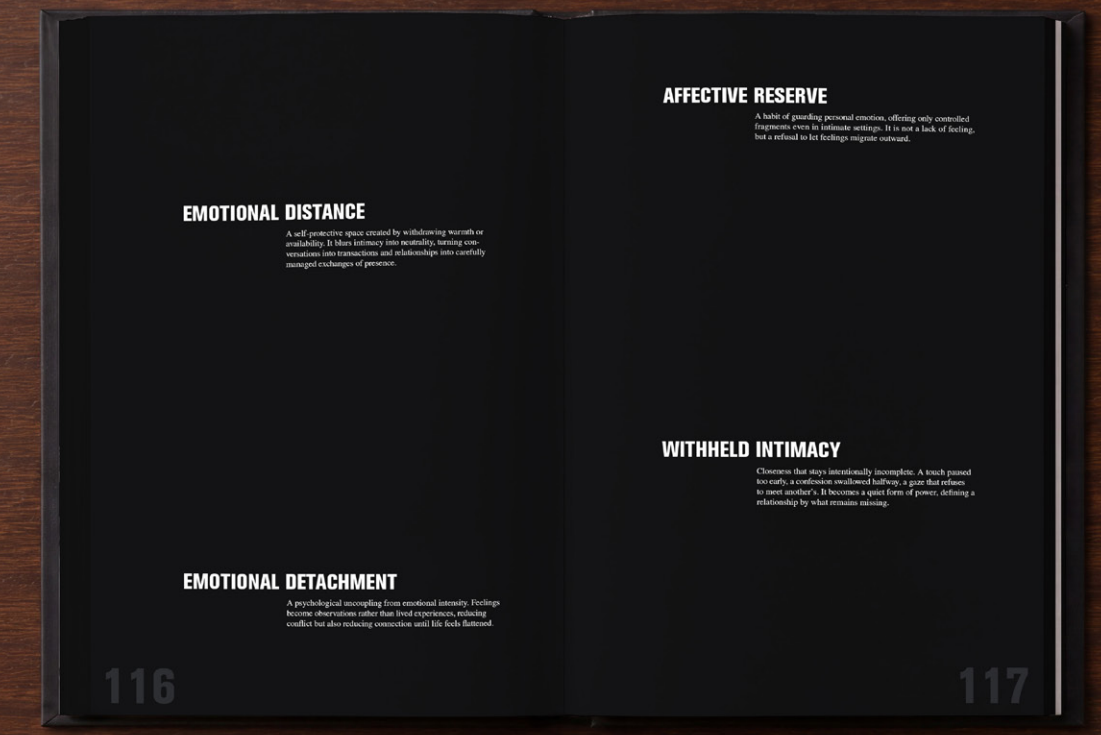 EMOTIONAL DISTANCE
A self-protective space created by withdrawing warmth or
availability. It blurs intimacy into neutrality, turning con-
versations into transactions and relationships into carefully
managed exchanges of presence.
EMOTIONAL DETACHMENT
A psychological uncoupling from emotional intensity. Feelings
become observations rather than lived experiences, reducing
conflict but also reducing connection until life feels flattened.
116
AFFECTIVE RESERVE
A habit of guarding personal emotion, offering only controlled
fragments even in intimate settings. It is not a lack of feeling,
but a refusal to let feelings migrate outward.
WITHHELD INTIMACY
Closeness that stays intentionally incomplete. A touch paused
too early, a confession swallowed halfway, a gaze that refuses
to meet another's. It becomes a quiet form of power, defining a
relationship by what remains missing.
117